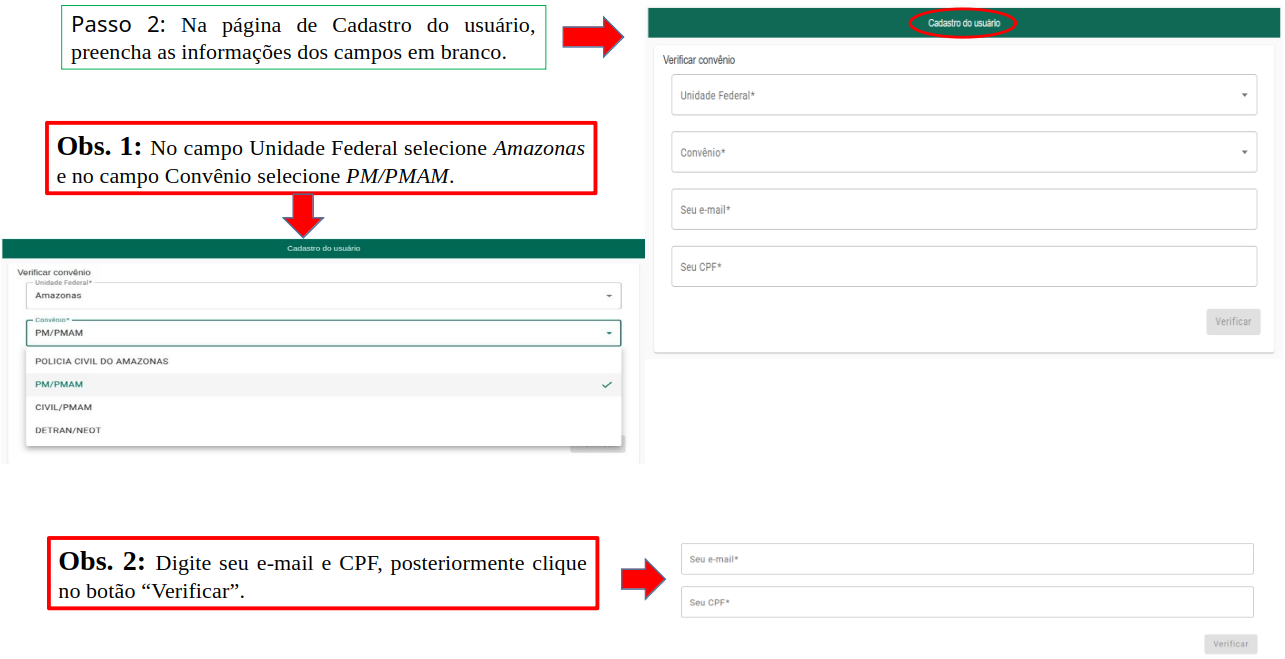 Passo 2: Na página de Cadastro do usuário,
preencha as informações dos campos em branco.
Cadastro do usuário
Verificar convênio
Unidade Federal*
Convênio*
Seu e-mail*
Seu CPF*
Verificar
Obs. 1: No campo Unidade Federal selecione Amazonas
e no campo Convênio selecione PM/PMAM.
Cadastro do usuário
Verificar convênio
Unidade Federal*
Amazonas
Convênio*
PM/PMAM
POLICIA CIVIL DO AMAZONAS
PM/PMAM
CIVIL/PMAM
DETRAN/NEOT
Obs. 2: Digite seu e-mail e CPF, posteriormente clique
no botão “Verificar”.
Seu e-mail*
Seu CPF*
Verificar